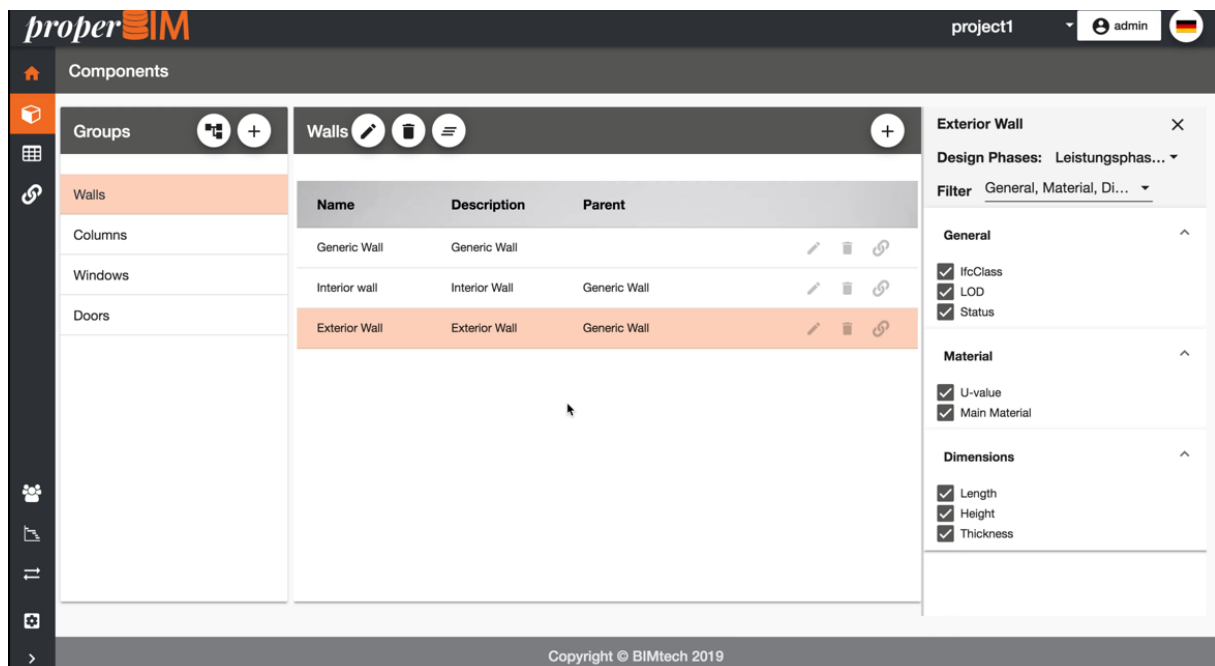 properBIM
project1
admin
Components
Groups
Walls
Columns
Windows
Doors
Walls
Name Description Parent
Generic Wall Generic Wall
Interior wall Interior Wall Generic Wall
Exterior Wall Exterior Wall Generic Wall
Exterior Wall
Design Phases: Leistungsphas...
Filter General, Material, Di...
General
IfcClass
LOD
Status
Material
U-value
Main Material
Dimensions
Length
Height
Thickness
Copyright © BIMtech 2019